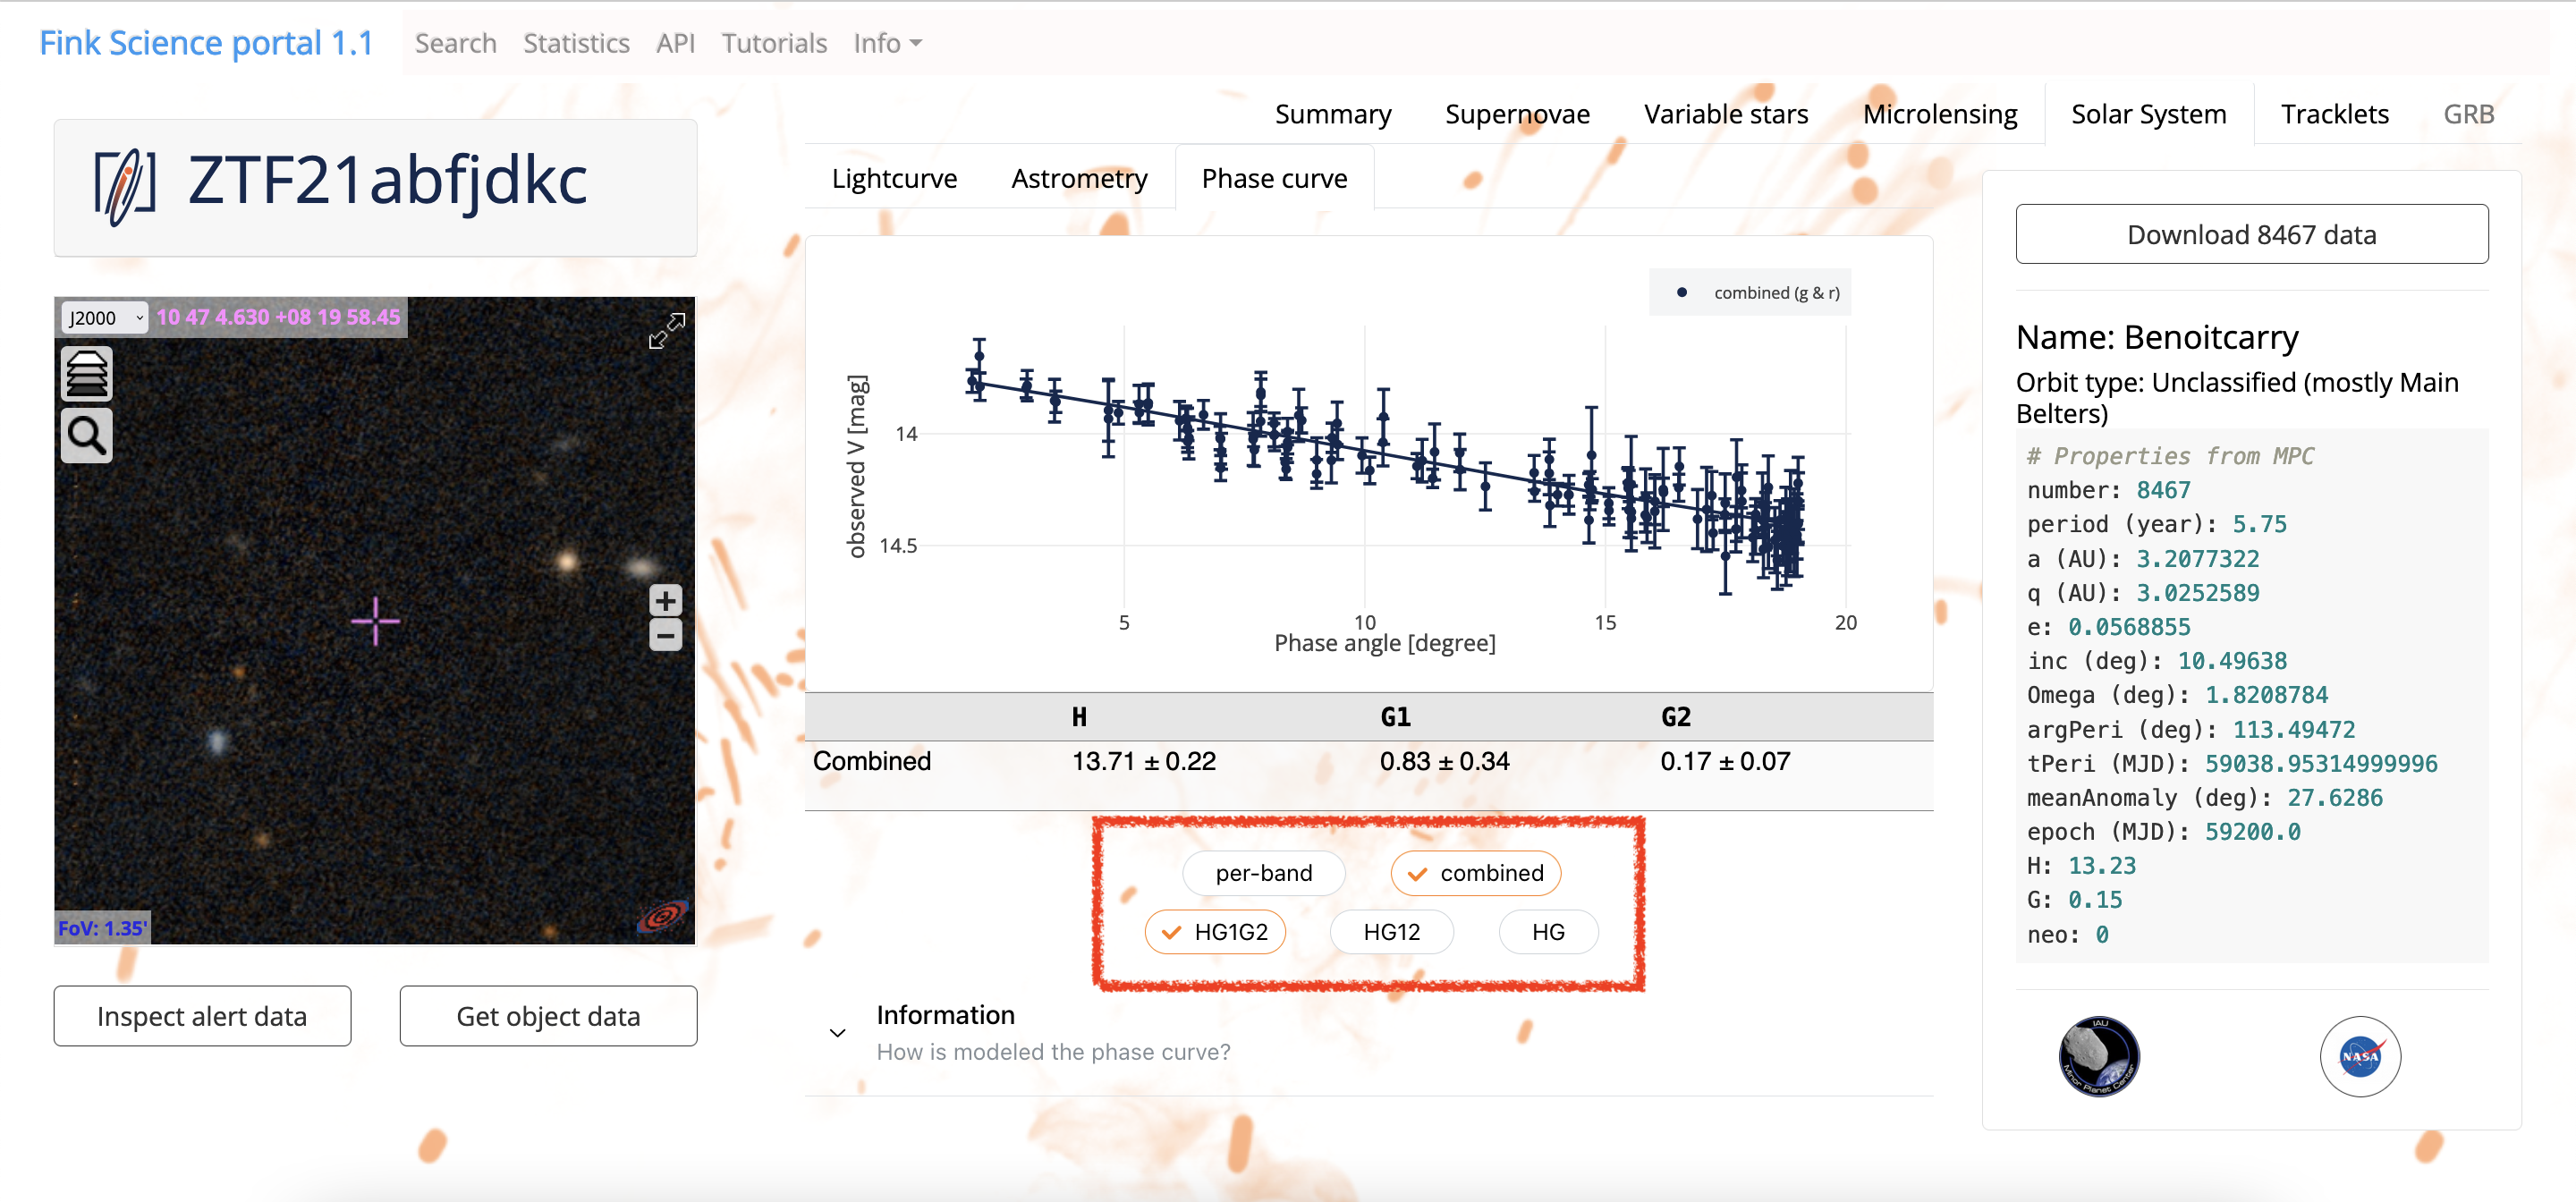 Fink Science portal 1.1
Search Statistics API Tutorials Info
Summary Supernovae Variable stars Microlensing Solar System Tracklets GRB
ZTF21abfjdkc
J2000 10 47 4.630 +08 19 58.45
FoV: 1.35'
Inspect alert data
Get object data
Lightcurve Astrometry Phase curve
combined (g & r)
observed V [mag]
14
14.5
5 10 15 20
Phase angle [degree]
H G1 G2
Combined 13.71 ± 0.22 0.83 ± 0.34 0.17 ± 0.07
per-band combined
HG1G2 HG12 HG
Information
How is modeled the phase curve?
Download 8467 data
Name: Benoitcarry
Orbit type: Unclassified (mostly Main
Belters)
# Properties from MPC
number: 8467
period (year): 5.75
a (AU): 3.2077322
q (AU): 3.0252589
e: 0.0568855
inc (deg): 10.49638
Omega (deg): 1.8208784
argPeri (deg): 113.49472
tPeri (MJD): 59038.95314999996
meanAnomaly (deg): 27.6286
epoch (MJD): 59200.0
H: 13.23
G: 0.15
neo: 0
IAU
Minor Planet Center
NASA